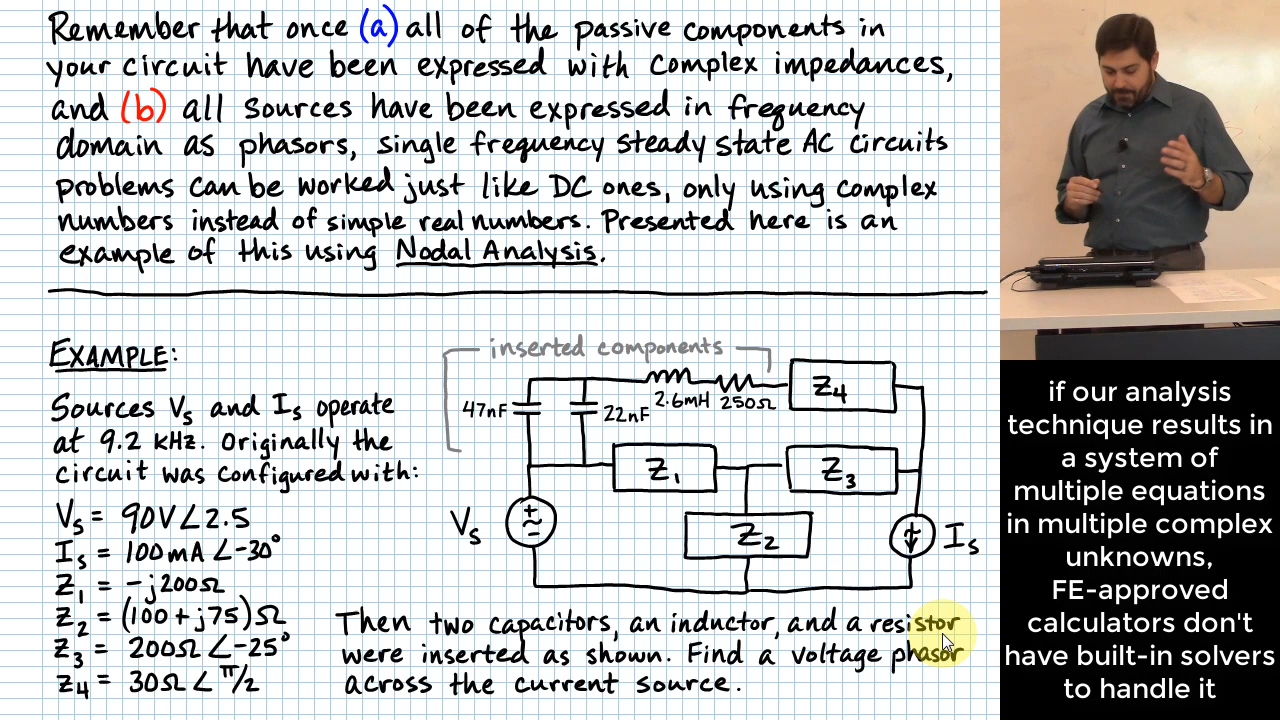 Remember that once (a) all of the passive components in
your circuit have been expressed with complex impedances,
and (b) all sources have been expressed in frequency
domain as phasors, single frequency steady state AC circuits
problems can be worked just like DC ones, only using complex
numbers instead of simple real numbers. Presented here is an
example of this using Nodal Analysis.
EXAMPLE:
Sources Vs and Is operate
at 9.2 kHz. Originally the
circuit was configured with:
Vs = 90V∠2.5
Is = 100mA∠-30°
Z1 = -j200Ω
Z2 = (100+j75)Ω
Z3 = 200Ω∠-25°
Z4 = 30Ω∠π/2
inserted components
47nF
22nF
2.6mH
250Ω
Z4
Z1
Z3
Vs
+
−
Z2
Is
Then two capacitors, an inductor, and a resistor
were inserted as shown. Find a voltage phasor
across the current source.
if our analysis
technique results in
a system of
multiple equations
in multiple complex
unknowns,
FE-approved
calculators don't
have built-in solvers
to handle it